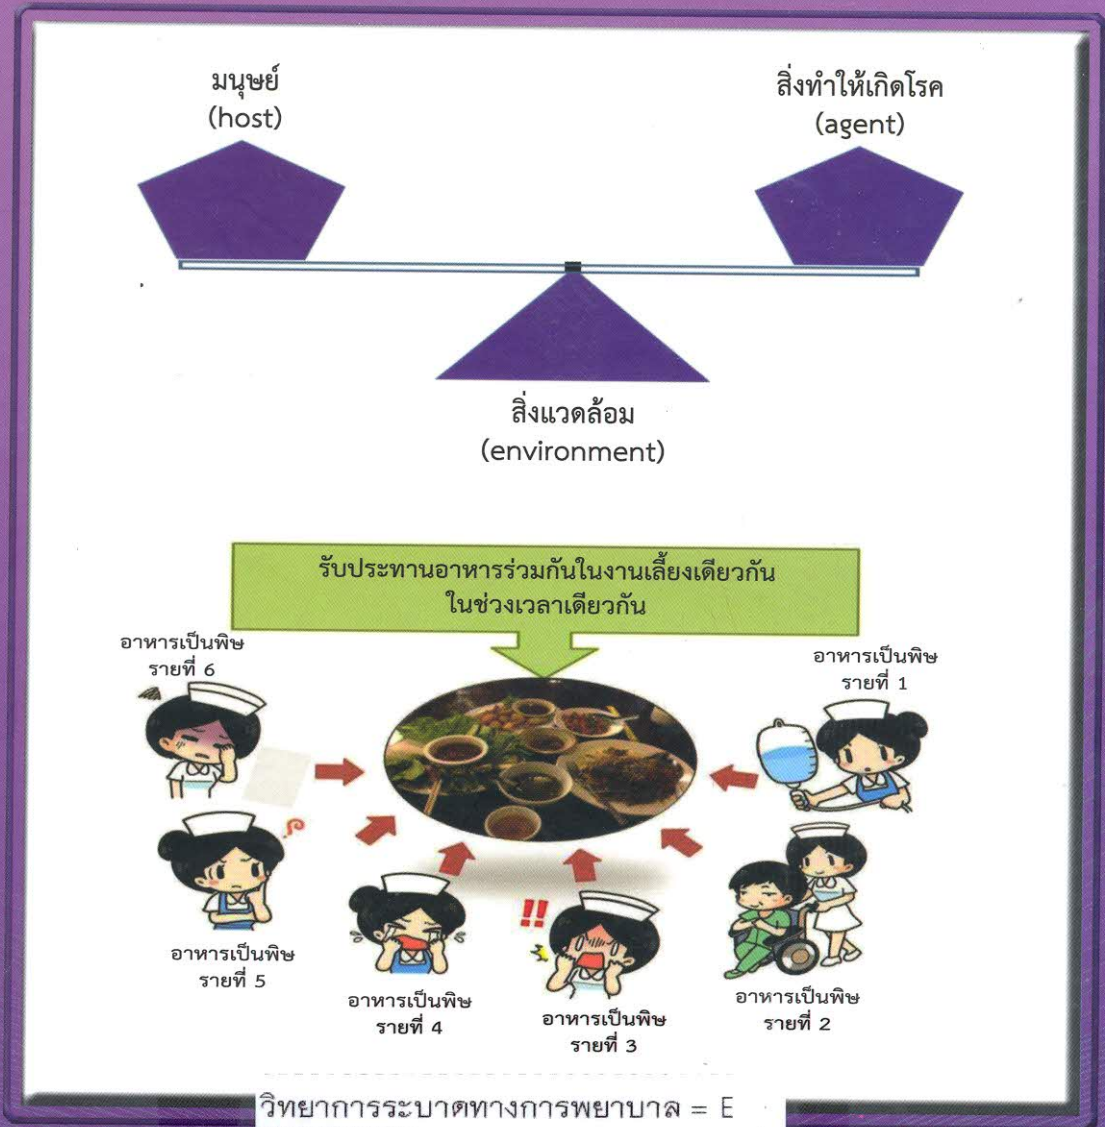 มนุษย์
(host)
สิ่งทำให้เกิดโรค
(agent)
สิ่งแวดล้อม
(environment)
รับประทานอาหารร่วมกันในงานเลี้ยงเดียวกัน
ในช่วงเวลาเดียวกัน
อาหารเป็นพิษ
รายที่ 6
อาหารเป็นพิษ
รายที่ 1
อาหารเป็นพิษ
รายที่ 5
อาหารเป็นพิษ
รายที่ 4
อาหารเป็นพิษ
รายที่ 3
อาหารเป็นพิษ
รายที่ 2
วิทยาการระบาดทางการพยาบาล = E